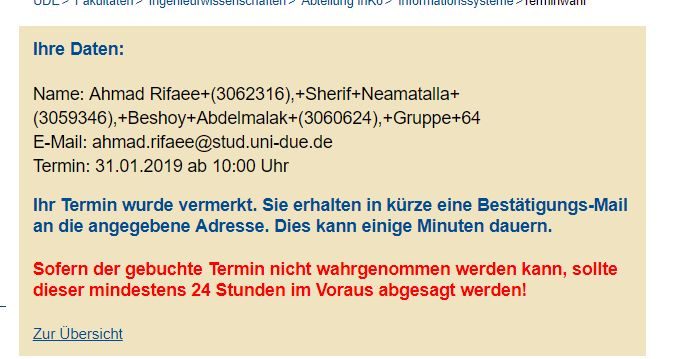 UDE > Fakultäten > Ingenieurwissenschaften > Abteilung InKo > Informationssysteme > Terminwahl
Ihre Daten:
Name: Ahmad Rifaee+(3062316),+Sherif+Neamatalla+
(3059346),+Beshoy+Abdelmalak+(3060624),+Gruppe+64
E-Mail: ahmad.rifaee@stud.uni-due.de
Termin: 31.01.2019 ab 10:00 Uhr
Ihr Termin wurde vermerkt. Sie erhalten in kürze eine Bestätigungs-Mail
an die angegebene Adresse. Dies kann einige Minuten dauern.
Sofern der gebuchte Termin nicht wahrgenommen werden kann, sollte
dieser mindestens 24 Stunden im Voraus abgesagt werden!
Zur Übersicht